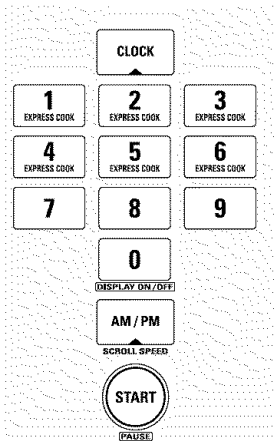 CLOCK
1 2 3
EXPRESS COOK EXPRESS COOK EXPRESS COOK
4 5 6
EXPRESS COOK EXPRESS COOK EXPRESS COOK
7 8 9
0
DISPLAY ON/OFF
AM/PM
SCROLL SPEED
START
PAUSE